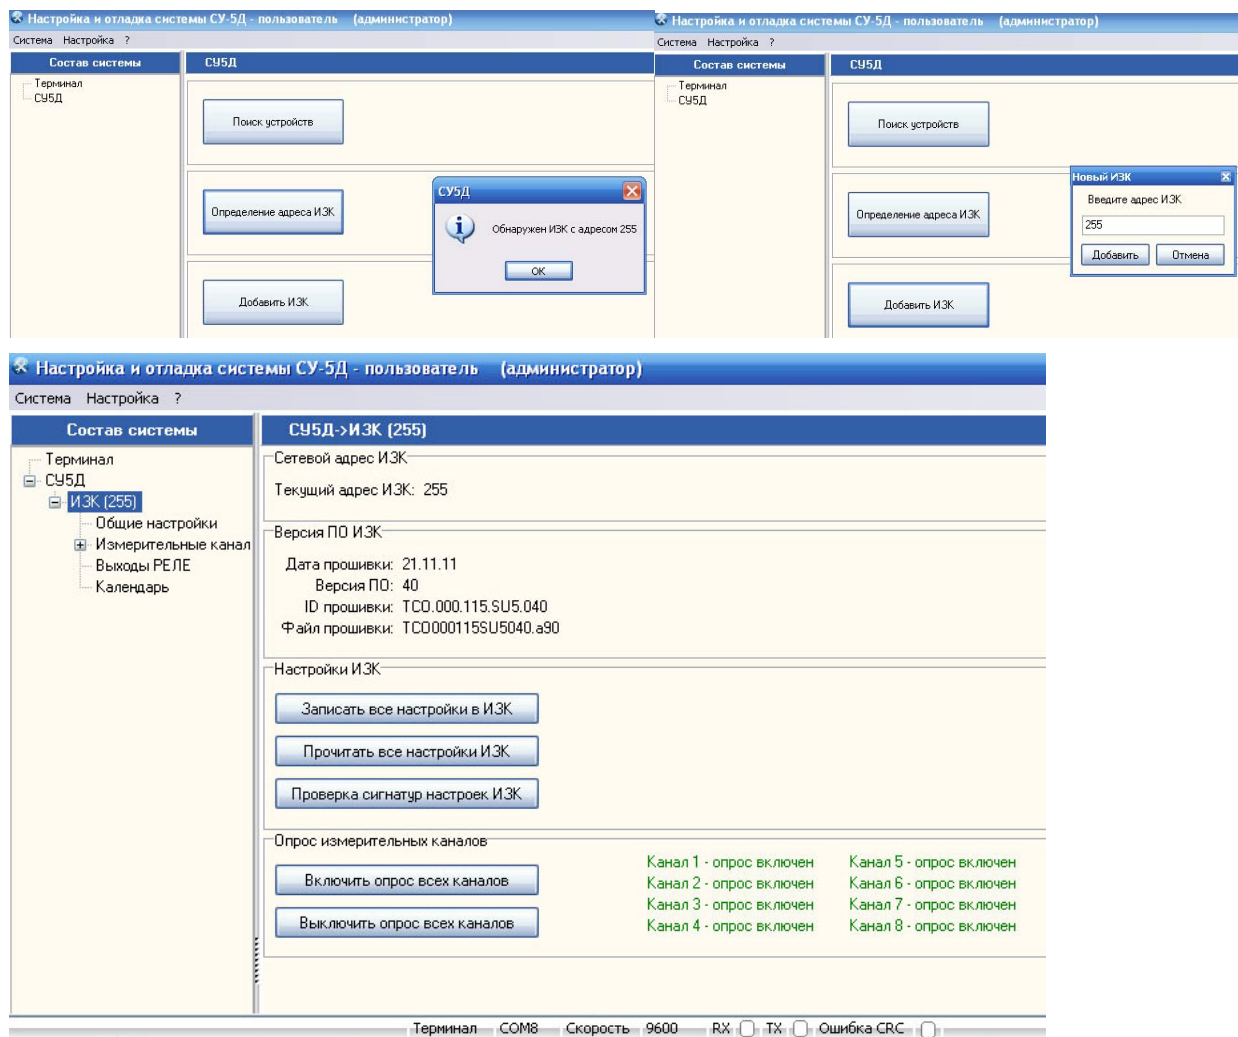 Настройка и отладка системы СУ-5Д - пользователь (администратор)
Система Настройка ?
Состав системы
СУ5Д
Терминал
СУ5Д
Поиск устройств
Определение адреса ИЗК
Добавить ИЗК
СУ5Д
Обнаружен ИЗК с адресом 255
OK
Настройка и отладка системы СУ-5Д - пользователь (администратор)
Система Настройка ?
Состав системы
СУ5Д
Терминал
СУ5Д
Поиск устройств
Определение адреса ИЗК
Добавить ИЗК
Новый ИЗК
Введите адрес ИЗК
255
Добавить Отмена
Настройка и отладка системы СУ-5Д - пользователь (администратор)
Система Настройка ?
Состав системы
СУ5Д->ИЗК (255)
Терминал
СУ5Д
ИЗК (255)
Общие настройки
Измерительные канал
Выходы РЕЛЕ
Календарь
Сетевой адрес ИЗК
Текущий адрес ИЗК: 255
Версия ПО ИЗК
Дата прошивки: 21.11.11
Версия ПО: 40
ID прошивки: TCO.000.115.SU5.040
Файл прошивки: TCO000115SU5040.a90
Настройки ИЗК
Записать все настройки в ИЗК
Прочитать все настройки ИЗК
Проверка сигнатур настроек ИЗК
Опрос измерительных каналов
Включить опрос всех каналов
Выключить опрос всех каналов
Канал 1 - опрос включен Канал 5 - опрос включен
Канал 2 - опрос включен Канал 6 - опрос включен
Канал 3 - опрос включен Канал 7 - опрос включен
Канал 4 - опрос включен Канал 8 - опрос включен
Терминал COM8 Скорость 9600 RX TX Ошибка CRC